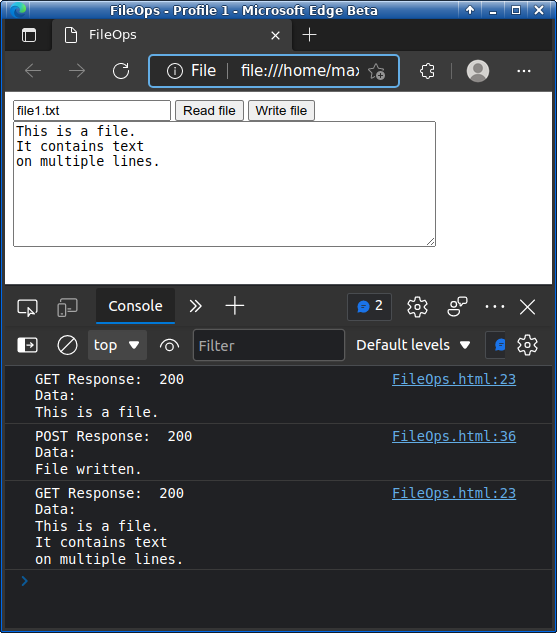 FileOps - Profile 1 - Microsoft Edge Beta
FileOps
File file:///home/max
file1.txt Read file Write file
This is a file.
It contains text
on multiple lines.
Console 2
top Filter Default levels
GET Response: 200 FileOps.html:23
Data:
This is a file.
POST Response: 200 FileOps.html:36
Data:
File written.
GET Response: 200 FileOps.html:23
Data:
This is a file.
It contains text
on multiple lines.